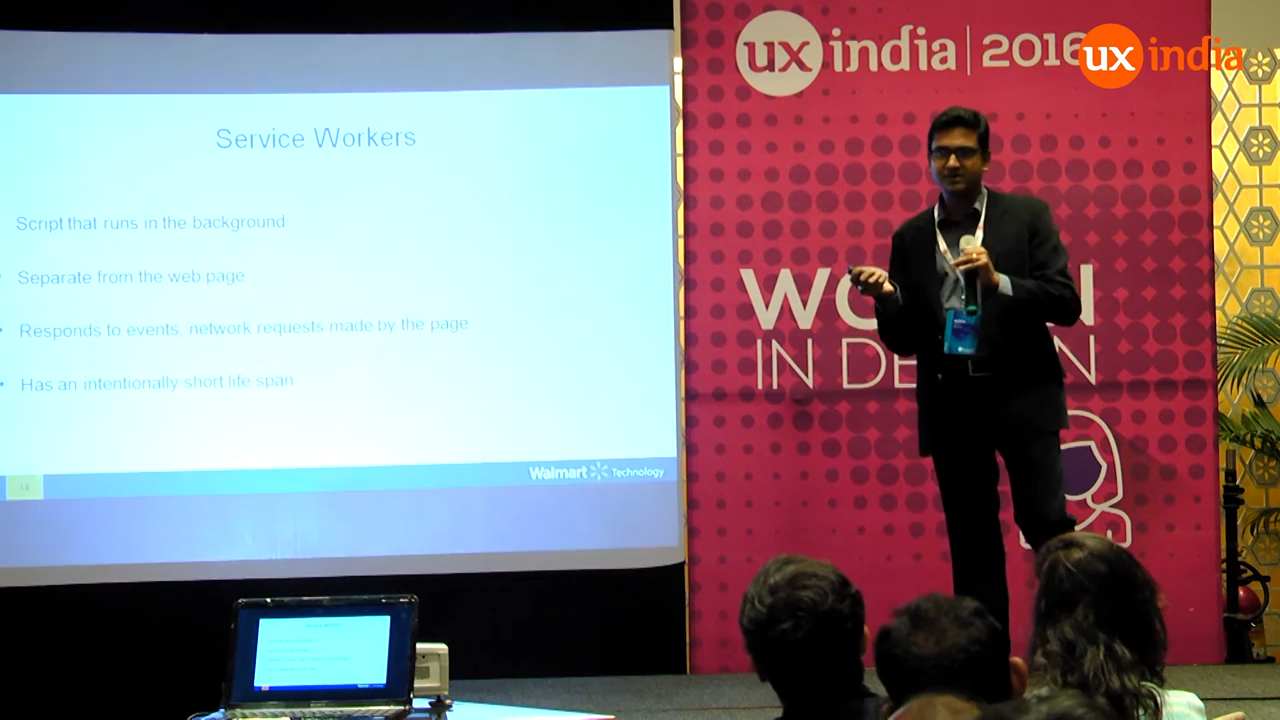 Service Workers
Script that runs in the background
• Separate from the web page
• Responds to events, network requests made by the page
• Has an intentionally short life span
Walmart Technology
ux india | 2016
ux india
IN DE